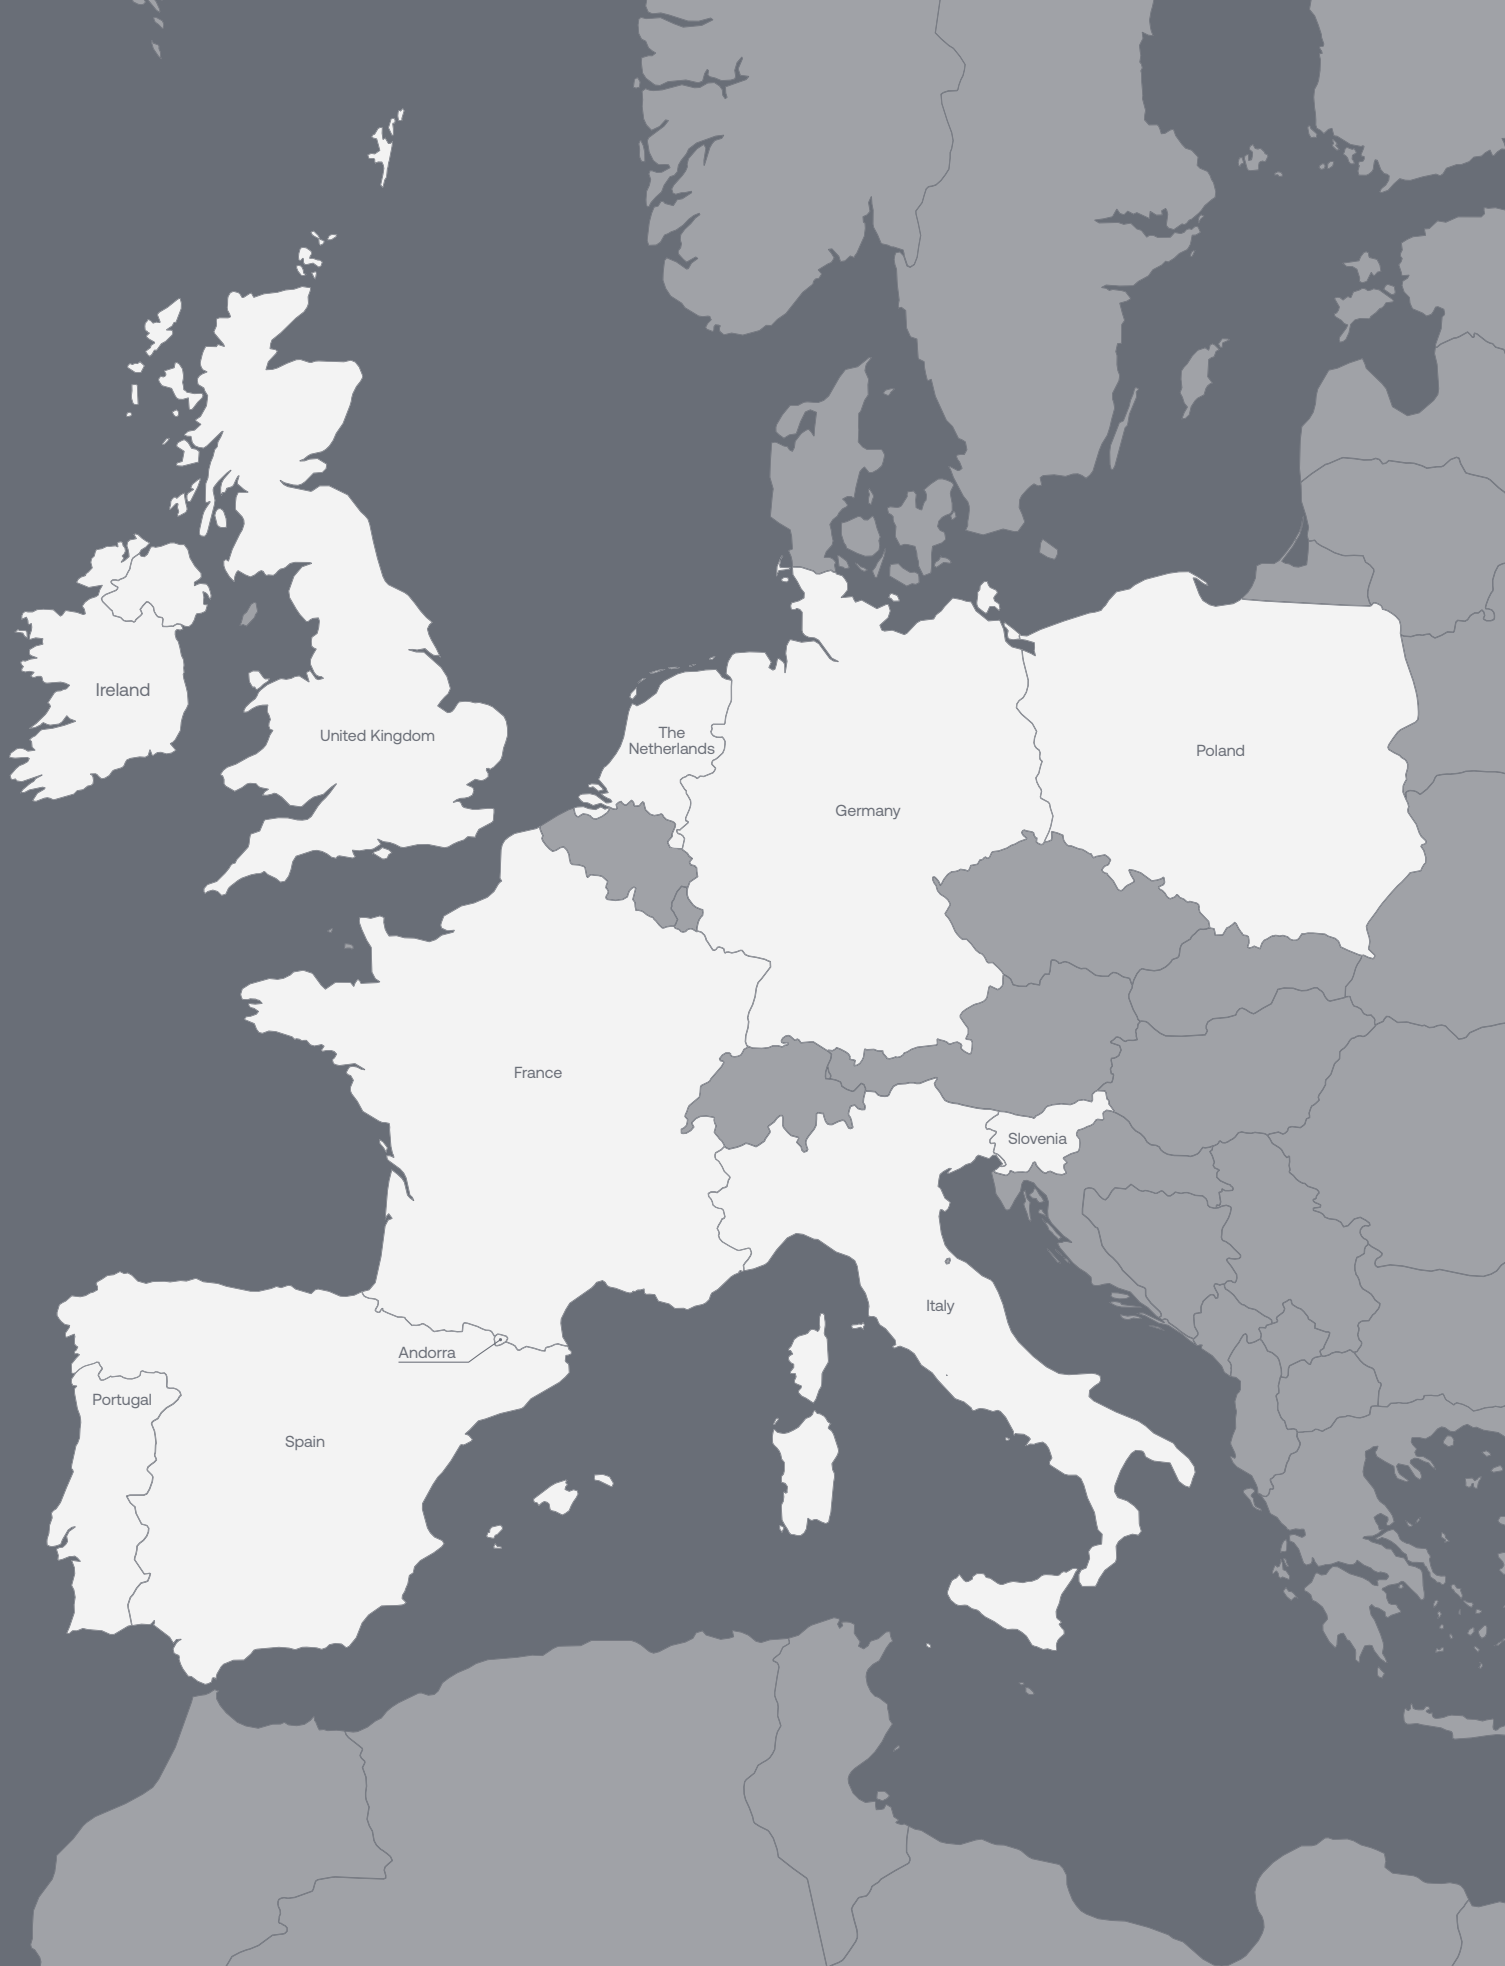 Ireland
United Kingdom
The
Netherlands
Poland
Germany
France
Slovenia
Italy
Andorra
Portugal
Spain